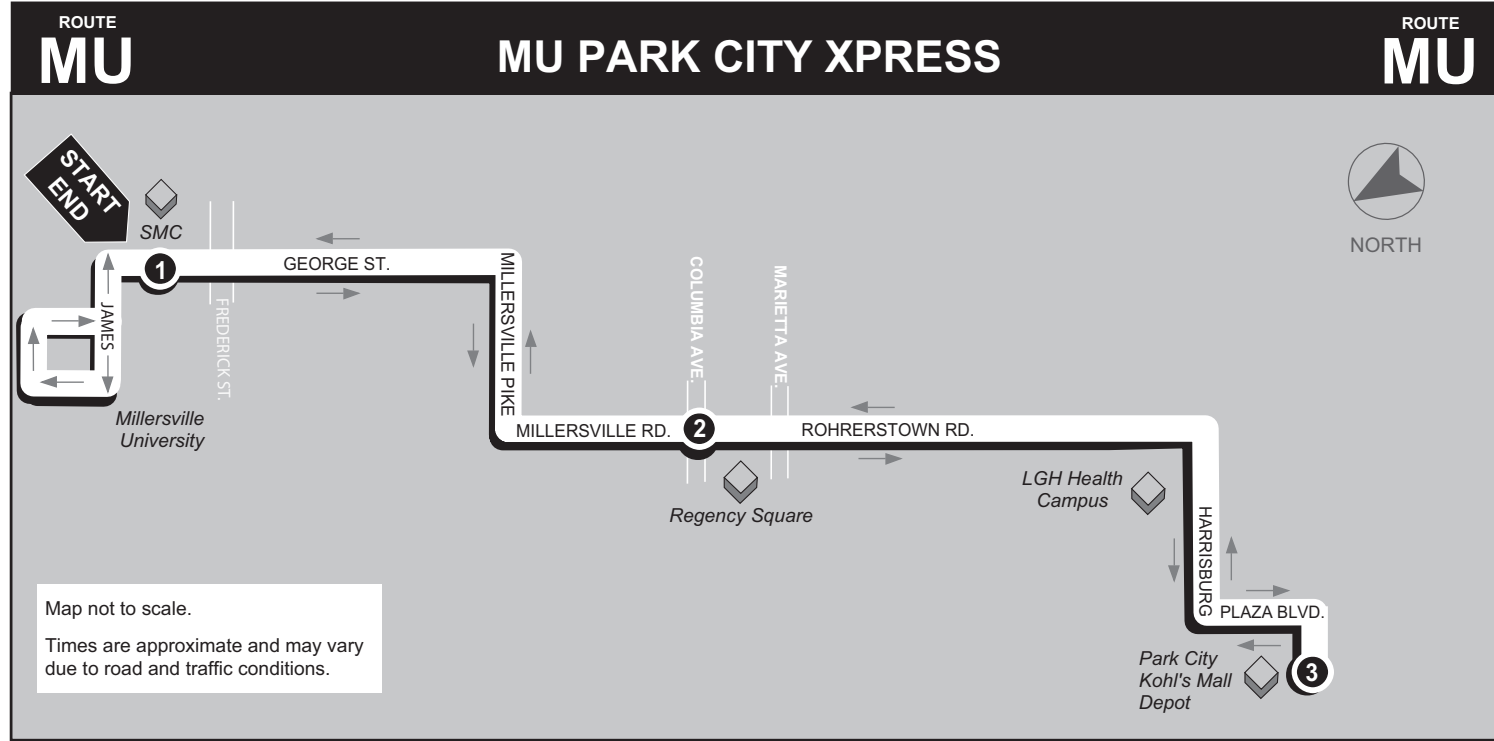 ROUTE
MU
MU PARK CITY XPRESS
ROUTE
MU
START
END
SMC
1
GEORGE ST.
FREDERICK ST.
JAMES
Millersville
University
MILLERSVILLE PIKE
MILLERSVILLE RD.
COLUMBIA AVE.
2
MARIETTA AVE.
ROHRERSTOWN RD.
Regency Square
NORTH
LGH Health
Campus
HARRISBURG
PLAZA BLVD.
Park City
Kohl's Mall
Depot
3
Map not to scale.
Times are approximate and may vary
due to road and traffic conditions.